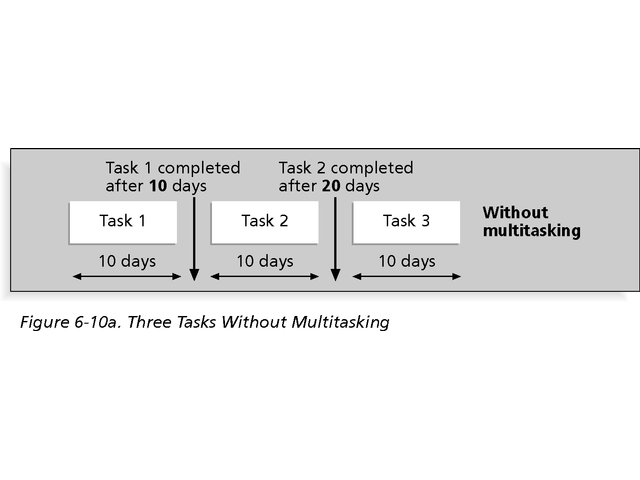 Task 1 completed
after 10 days
Task 2 completed
after 20 days
Task 1
Task 2
Task 3
Without
multitasking
10 days
10 days
10 days
Figure 6-10a. Three Tasks Without Multitasking